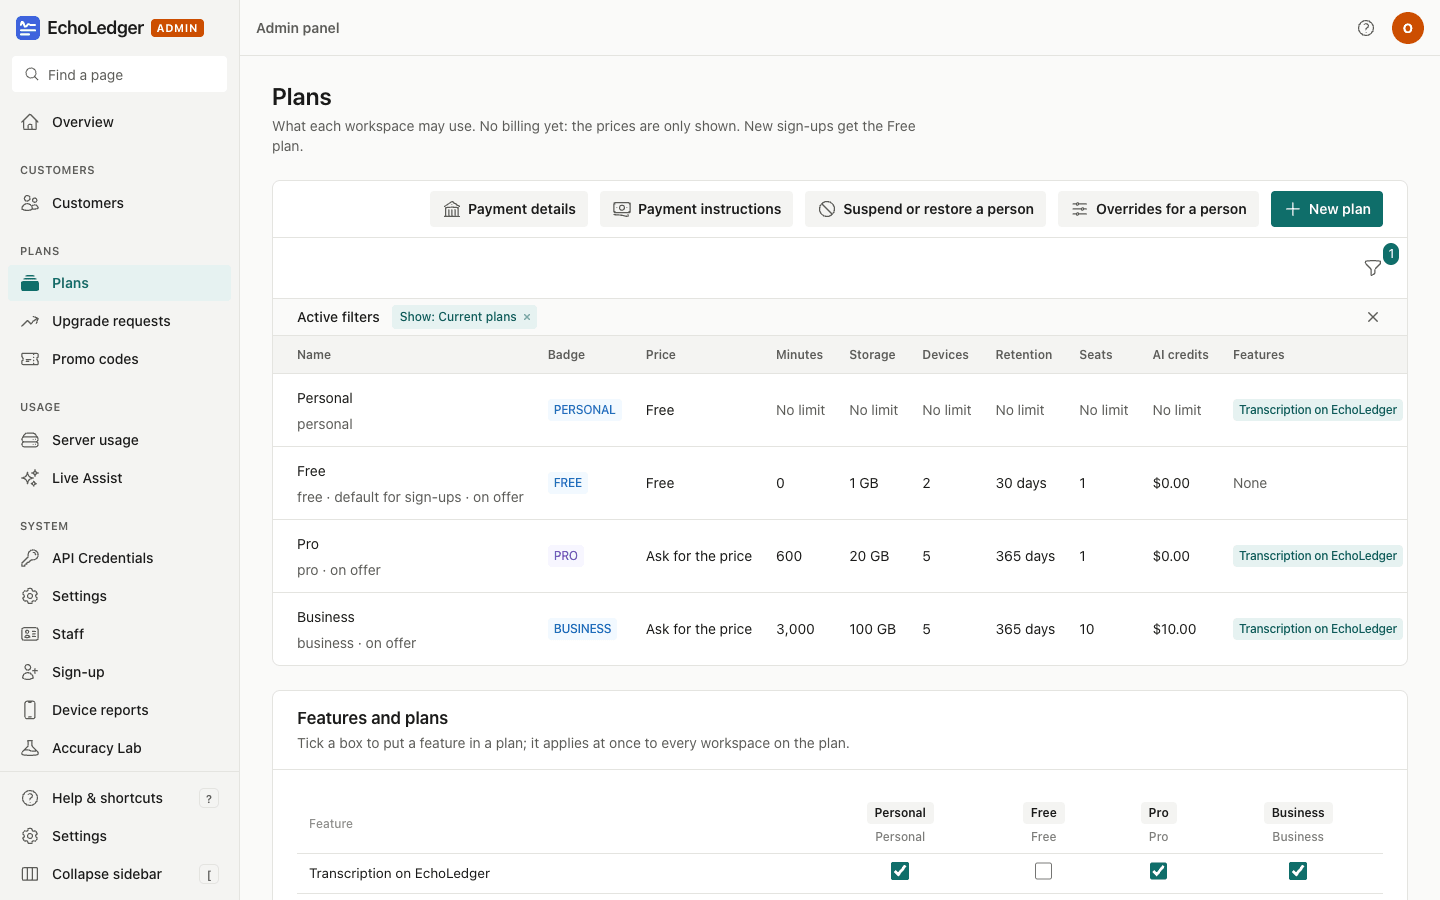 EchoLedger ADMIN
Find a page
Overview
CUSTOMERS
Customers
PLANS
Plans
Upgrade requests
Promo codes
USAGE
Server usage
Live Assist
SYSTEM
API Credentials
Settings
Staff
Sign-up
Device reports
Accuracy Lab
Help & shortcuts ?
Settings
Collapse sidebar [
Admin panel
O
Plans
What each workspace may use. No billing yet: the prices are only shown. New sign-ups get the Free
plan.
Payment details Payment instructions Suspend or restore a person Overrides for a person New plan
1
Active filters Show: Current plans ×
Name Badge Price Minutes Storage Devices Retention Seats AI credits Features
Personal
personal
PERSONAL Free No limit No limit No limit No limit No limit No limit Transcription on EchoLedger
Free
free · default for sign-ups · on offer
FREE Free 0 1 GB 2 30 days 1 $0.00 None
Pro
pro · on offer
PRO Ask for the price 600 20 GB 5 365 days 1 $0.00 Transcription on EchoLedger
Business
business · on offer
BUSINESS Ask for the price 3,000 100 GB 5 365 days 10 $10.00 Transcription on EchoLedger
Features and plans
Tick a box to put a feature in a plan; it applies at once to every workspace on the plan.
Feature
Personal Free Pro Business
Personal Free Pro Business
Transcription on EchoLedger